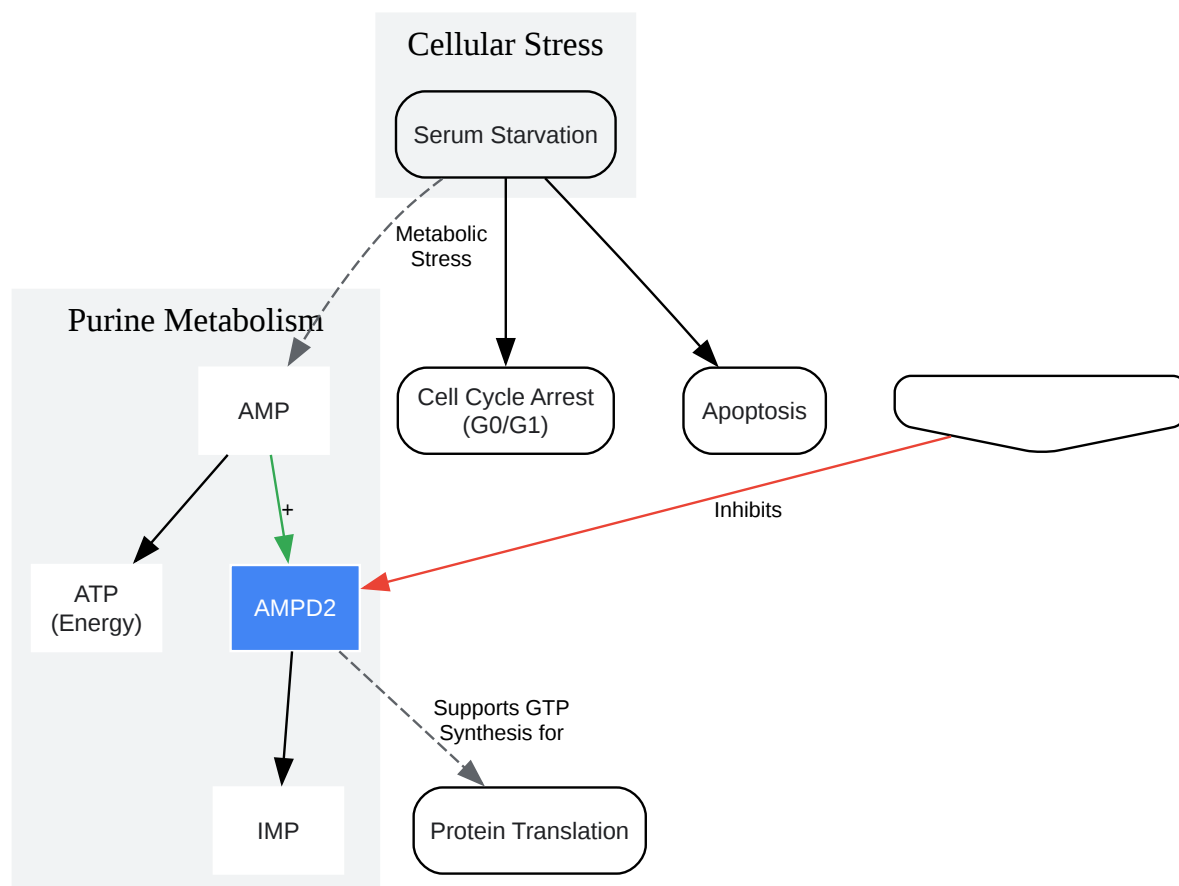 Cellular Stress
Serum Starvation
Metabolic
Stress
Purine Metabolism
AMP
Cell Cycle Arrest
(G0/G1)
Apoptosis
+
Inhibits
ATP
(Energy)
AMPD2
Supports GTP
Synthesis for
IMP
Protein Translation